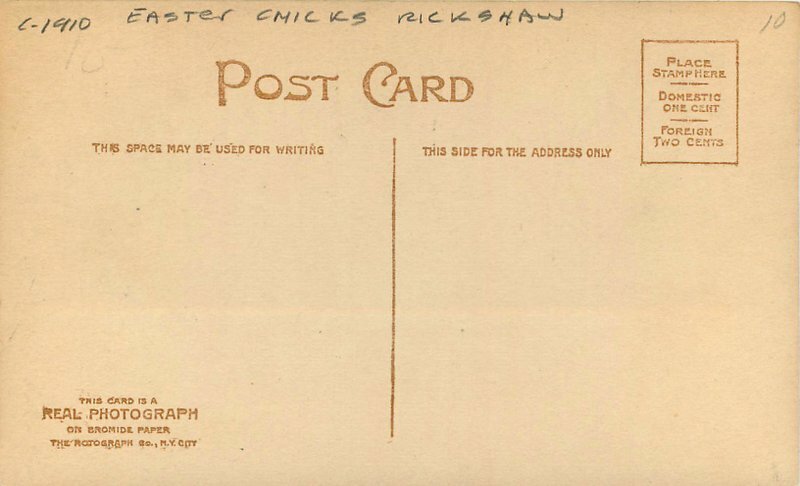 C-1910 EASTER CHICKS RICKSHAW
10
POST CARD
PLACE
STAMP HERE
DOMESTIC
ONE CENT
FOREIGN
TWO CENTS
THIS SPACE MAY BE USED FOR WRITING
THIS SIDE FOR THE ADDRESS ONLY
THIS CARD IS A
REAL PHOTOGRAPH
ON BROMIDE PAPER
THE ROTOGRAPH CO., N.Y. CITY